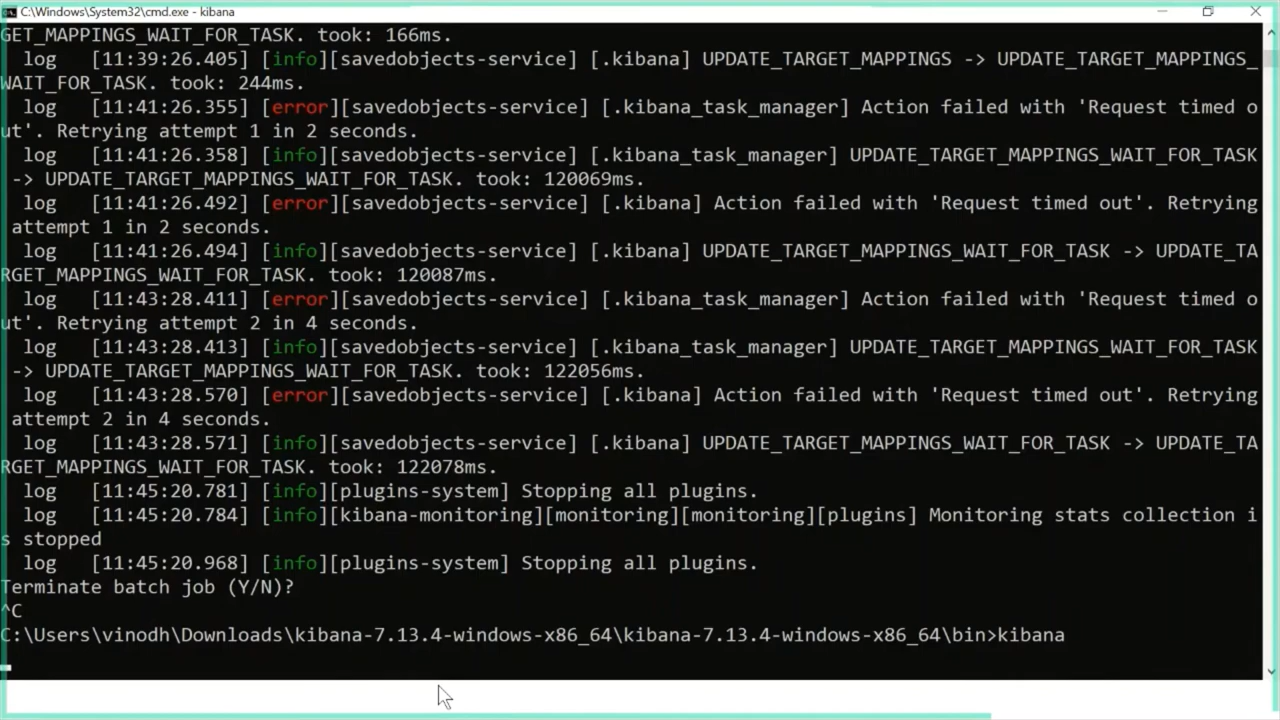 C:\Windows\System32\cmd.exe - kibana
GET_MAPPINGS_WAIT_FOR_TASK. took: 166ms.
log [11:39:26.405] [info][savedobjects-service] [.kibana] UPDATE_TARGET_MAPPINGS -> UPDATE_TARGET_MAPPINGS_
WAIT_FOR_TASK. took: 244ms.
log [11:41:26.355] [error][savedobjects-service] [.kibana_task_manager] Action failed with 'Request timed o
ut'. Retrying attempt 1 in 2 seconds.
log [11:41:26.358] [info][savedobjects-service] [.kibana_task_manager] UPDATE_TARGET_MAPPINGS_WAIT_FOR_TASK
-> UPDATE_TARGET_MAPPINGS_WAIT_FOR_TASK. took: 120069ms.
log [11:41:26.492] [error][savedobjects-service] [.kibana] Action failed with 'Request timed out'. Retrying
attempt 1 in 2 seconds.
log [11:41:26.494] [info][savedobjects-service] [.kibana] UPDATE_TARGET_MAPPINGS_WAIT_FOR_TASK -> UPDATE_TA
RGET_MAPPINGS_WAIT_FOR_TASK. took: 120087ms.
log [11:43:28.411] [error][savedobjects-service] [.kibana_task_manager] Action failed with 'Request timed o
ut'. Retrying attempt 2 in 4 seconds.
log [11:43:28.413] [info][savedobjects-service] [.kibana_task_manager] UPDATE_TARGET_MAPPINGS_WAIT_FOR_TASK
-> UPDATE_TARGET_MAPPINGS_WAIT_FOR_TASK. took: 122056ms.
log [11:43:28.570] [error][savedobjects-service] [.kibana] Action failed with 'Request timed out'. Retrying
attempt 2 in 4 seconds.
log [11:43:28.571] [info][savedobjects-service] [.kibana] UPDATE_TARGET_MAPPINGS_WAIT_FOR_TASK -> UPDATE_TA
RGET_MAPPINGS_WAIT_FOR_TASK. took: 122078ms.
log [11:45:20.781] [info][plugins-system] Stopping all plugins.
log [11:45:20.784] [info][kibana-monitoring][monitoring][monitoring][plugins] Monitoring stats collection i
s stopped
log [11:45:20.968] [info][plugins-system] Stopping all plugins.
Terminate batch job (Y/N)?
^C
C:\Users\vinodh\Downloads\kibana-7.13.4-windows-x86_64\kibana-7.13.4-windows-x86_64\bin>kibana